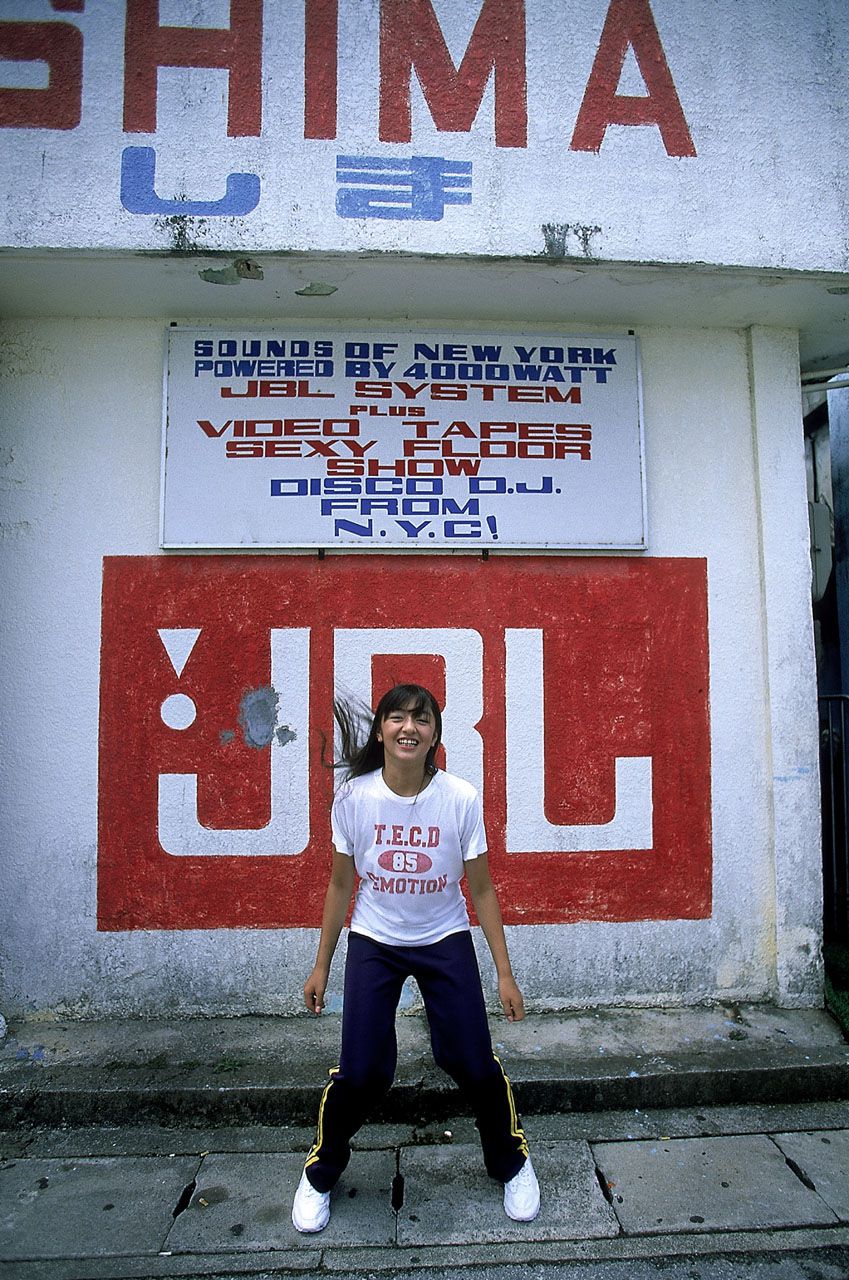 SHIMA
しま
SOUNDS OF NEW YORK
POWERED BY 4000WATT
JBL SYSTEM
PLUS
VIDEO TAPES
SEXY FLOOR
SHOW
DISCO D.J.
FROM
N.Y.C!
JBL
T.E.C.D
85
EMOTION